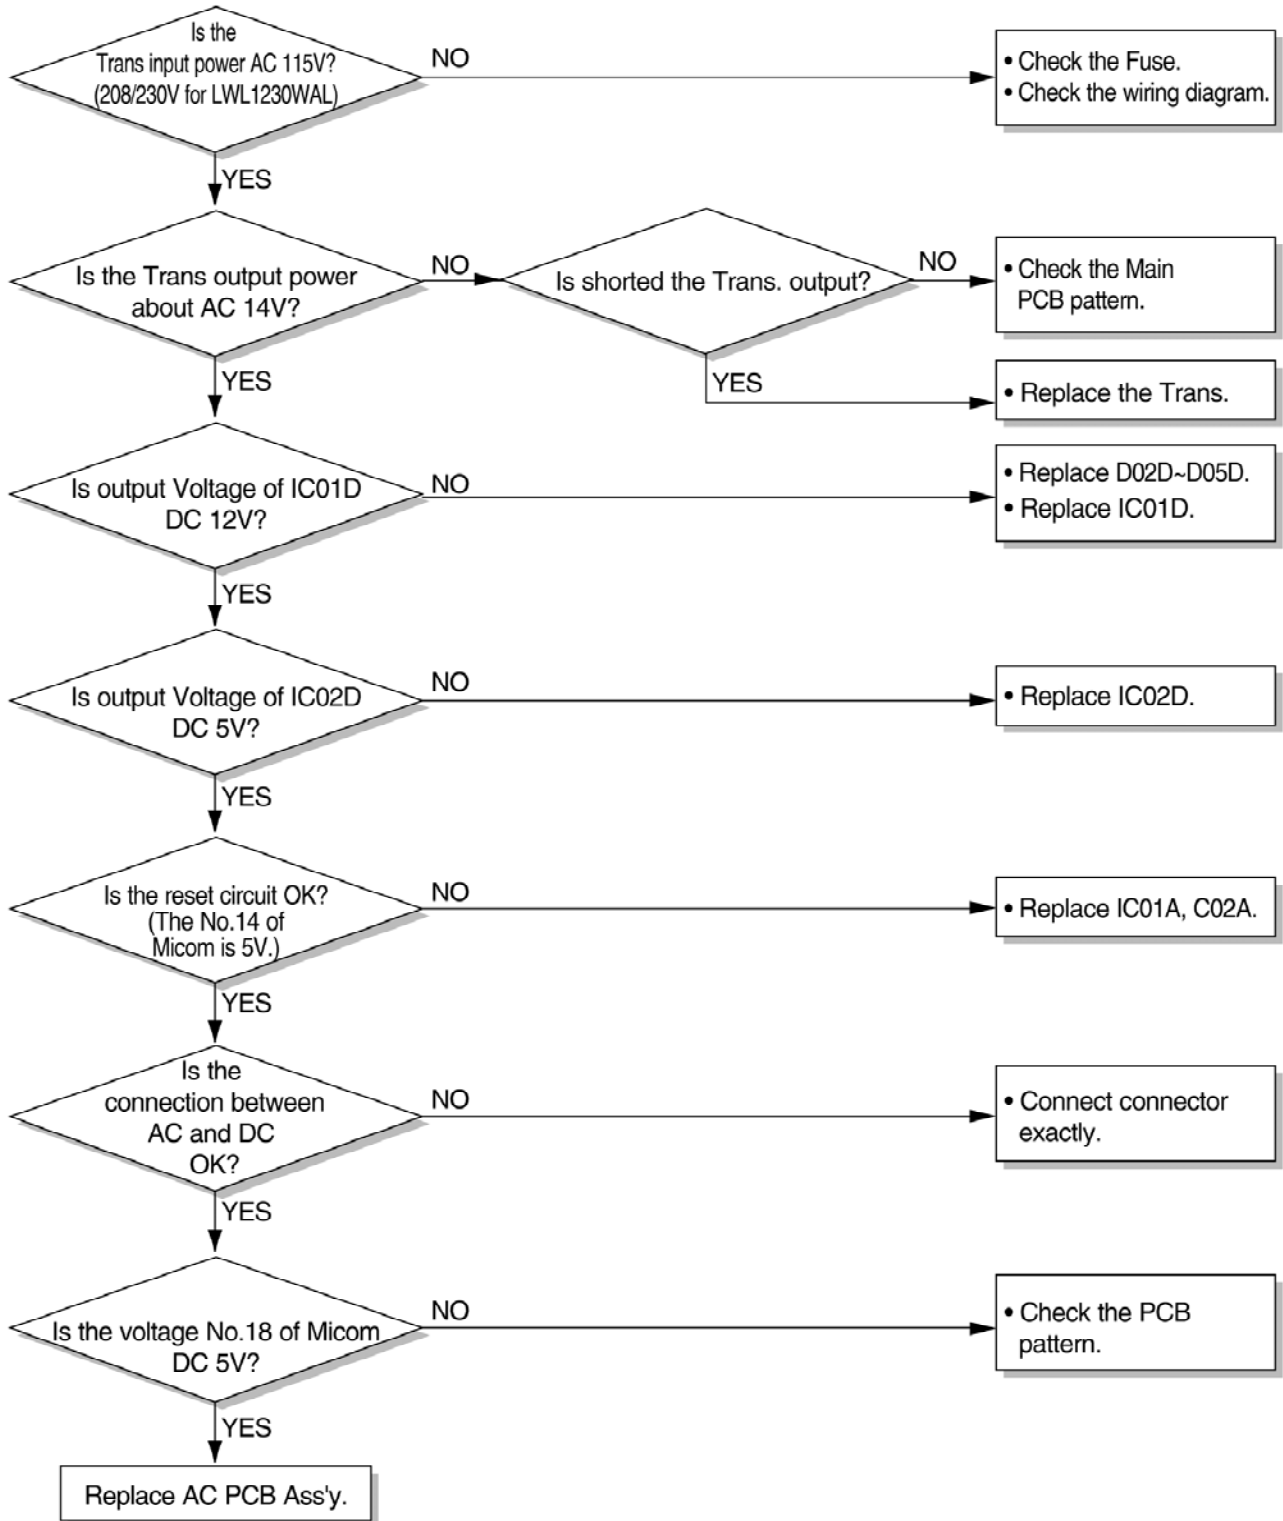 Is the
Trans input power AC 115V?
(208/230V for LWL1230WAL)
NO
• Check the Fuse.
• Check the wiring diagram.
YES
Is the Trans output power
about AC 14V?
NO
Is shorted the Trans. output?
NO
• Check the Main
PCB pattern.
YES
• Replace the Trans.
YES
Is output Voltage of IC01D
DC 12V?
NO
• Replace D02D~D05D.
• Replace IC01D.
YES
Is output Voltage of IC02D
DC 5V?
NO
• Replace IC02D.
YES
Is the reset circuit OK?
(The No.14 of
Micom is 5V.)
NO
• Replace IC01A, C02A.
YES
Is the
connection between
AC and DC
OK?
NO
• Connect connector
exactly.
YES
Is the voltage No.18 of Micom
DC 5V?
NO
• Check the PCB
pattern.
YES
Replace AC PCB Ass'y.